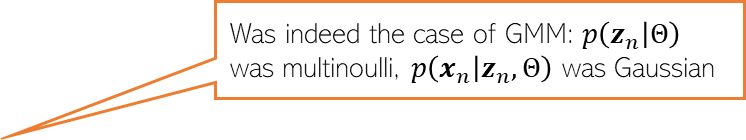 Was indeed the case of GMM: p(𝒛ₙ|Θ)
was multinoulli, p(𝒙ₙ|𝒛ₙ, Θ) was Gaussian